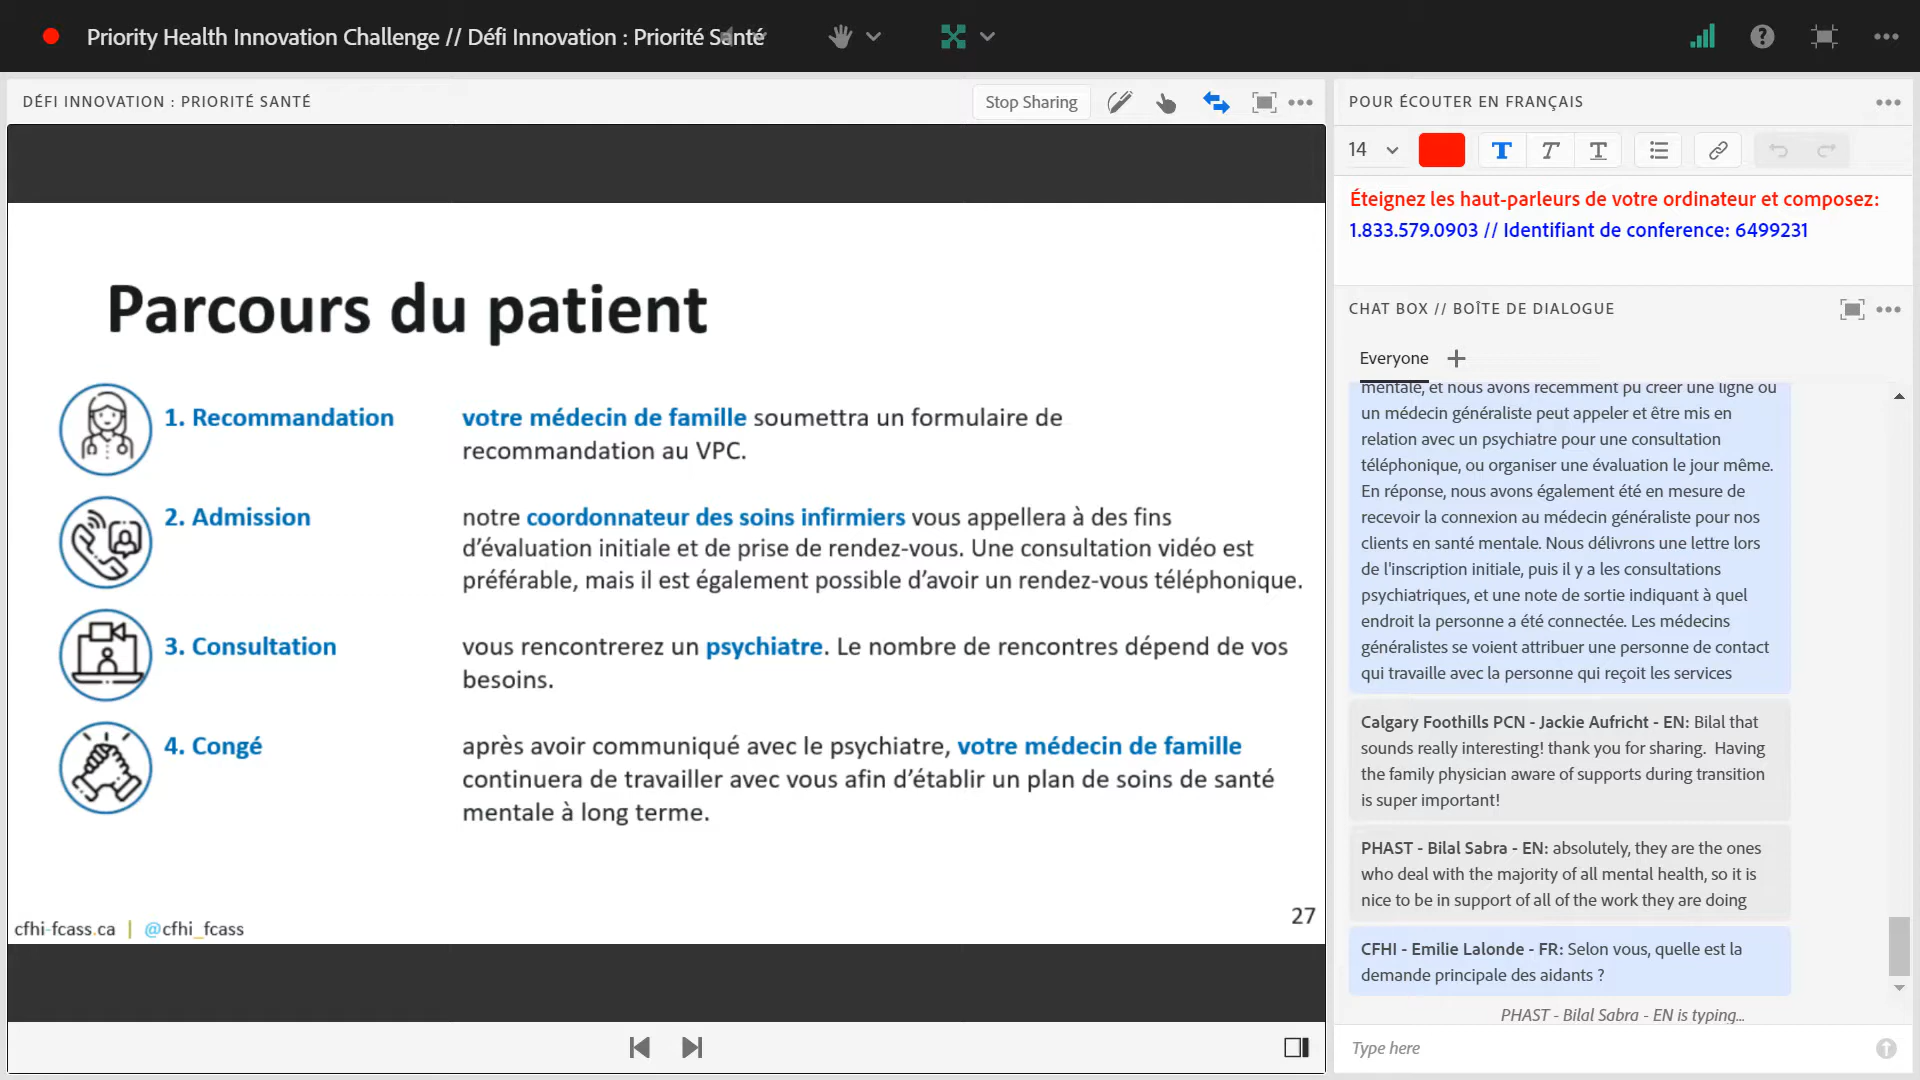 Priority Health Innovation Challenge // Défi Innovation : Priorité Santé
DÉFI INNOVATION : PRIORITÉ SANTÉ
Stop Sharing
Parcours du patient
1. Recommandation
votre médecin de famille soumettra un formulaire de
recommandation au VPC.
2. Admission
notre coordonnateur des soins infirmiers vous appellera à des fins
d’évaluation initiale et de prise de rendez-vous. Une consultation vidéo est
préférable, mais il est également possible d’avoir un rendez-vous téléphonique.
3. Consultation
vous rencontrerez un psychiatre. Le nombre de rencontres dépend de vos
besoins.
4. Congé
après avoir communiqué avec le psychiatre, votre médecin de famille
continuera de travailler avec vous afin d’établir un plan de soins de santé
mentale à long terme.
cfhi-fcass.ca | @cfhi_fcass
27
POUR ÉCOUTER EN FRANÇAIS
14
Éteignez les haut-parleurs de votre ordinateur et composez:
1.833.579.0903 // Identifiant de conference: 6499231
CHAT BOX // BOÎTE DE DIALOGUE
Everyone
mentale, et nous avons récemment pu créer une ligne où
un médecin généraliste peut appeler et être mis en
relation avec un psychiatre pour une consultation
téléphonique, ou organiser une évaluation le jour même.
En réponse, nous avons également été en mesure de
recevoir la connexion au médecin généraliste pour nos
clients en santé mentale. Nous délivrons une lettre lors
de l'inscription initiale, puis il y a les consultations
psychiatriques, et une note de sortie indiquant à quel
endroit la personne a été connectée. Les médecins
généralistes se voient attribuer une personne de contact
qui travaille avec la personne qui reçoit les services
Calgary Foothills PCN - Jackie Aufricht - EN: Bilal that
sounds really interesting! thank you for sharing. Having
the family physician aware of supports during transition
is super important!
PHAST - Bilal Sabra - EN: absolutely, they are the ones
who deal with the majority of all mental health, so it is
nice to be in support of all of the work they are doing
CFHI - Emilie Lalonde - FR: Selon vous, quelle est la
demande principale des aidants ?
PHAST - Bilal Sabra - EN is typing...
Type here